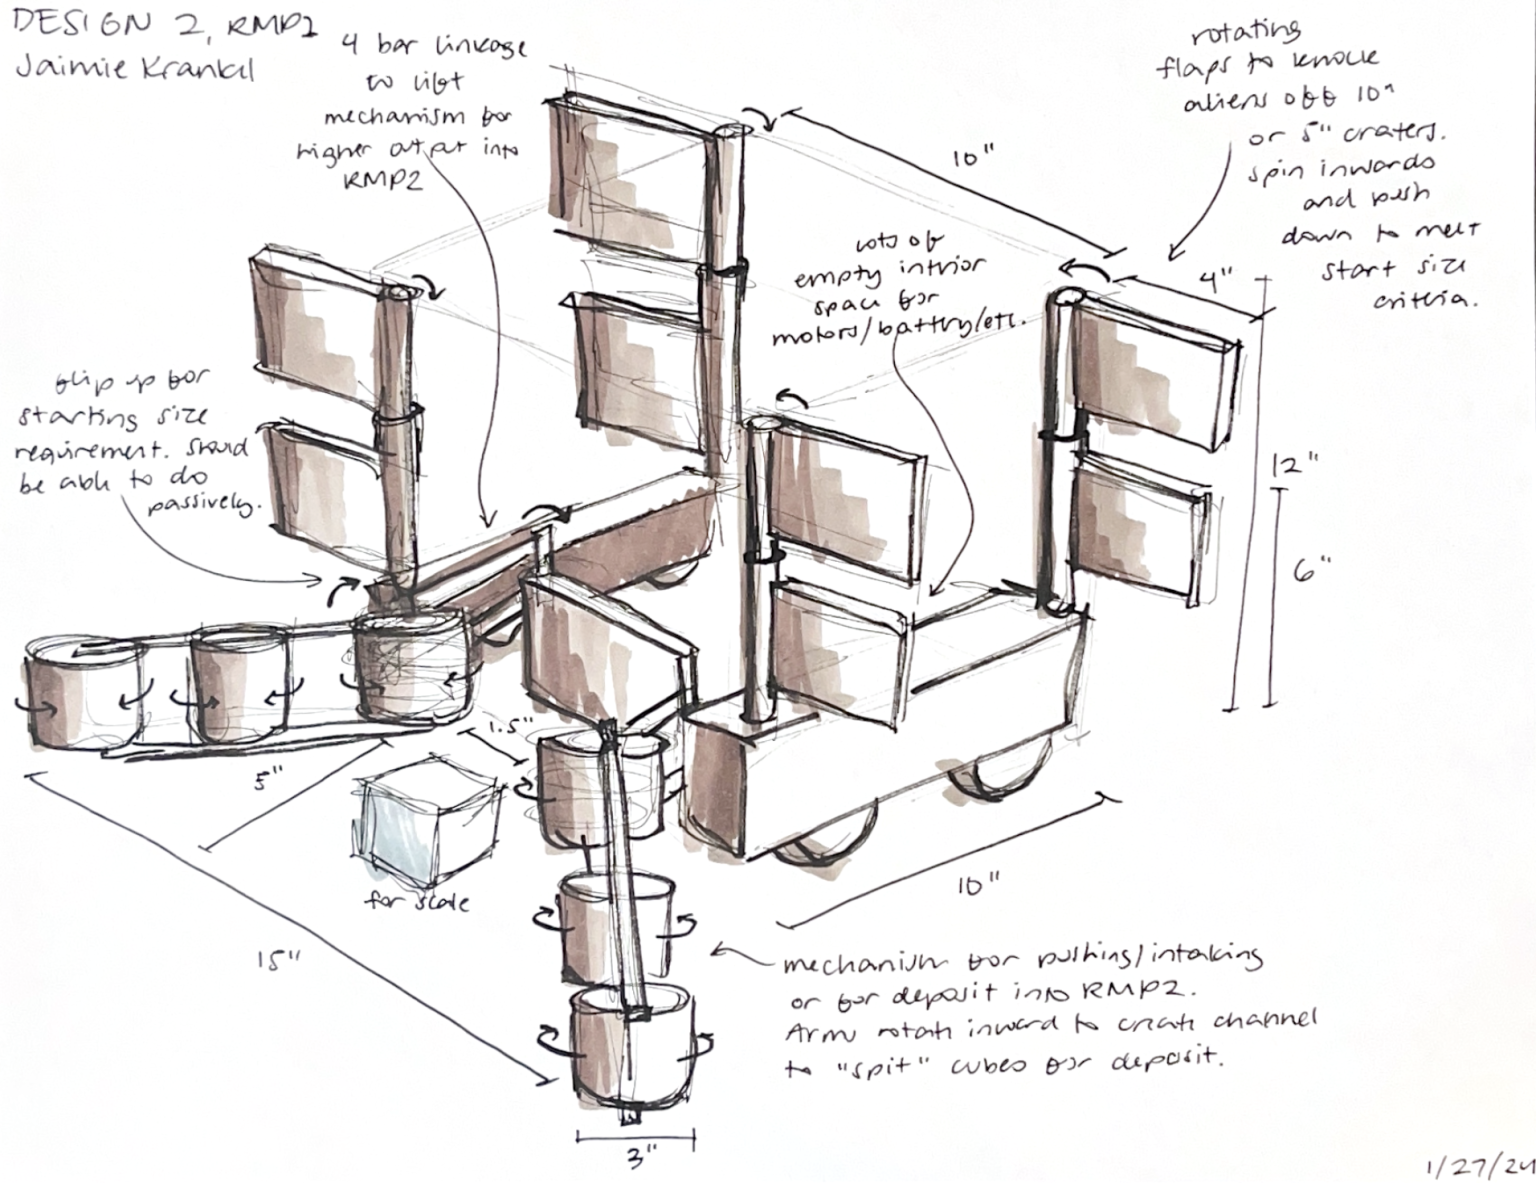 DESIGN 2, RMP2
Jaimie Krankl
4 bar linkage
to lift
mechanism for
higher output into
RMP2
rotating
flaps to knock
aliens off 10"
or 5" craters.
spin inwards
and push
down to meet
start size
criteria.
10"
4"
lots of
empty interior
space for
motors/battery/etc.
flip up for
starting size
requirement. Should
be able to do
passively.
12"
6"
1.5"
5"
for scale
15"
10"
mechanism for pushing/intaking
or for deposit into RMP2.
Arm rotate inward to create channel
to "spit" cubes for deposit.
3"
1/27/24